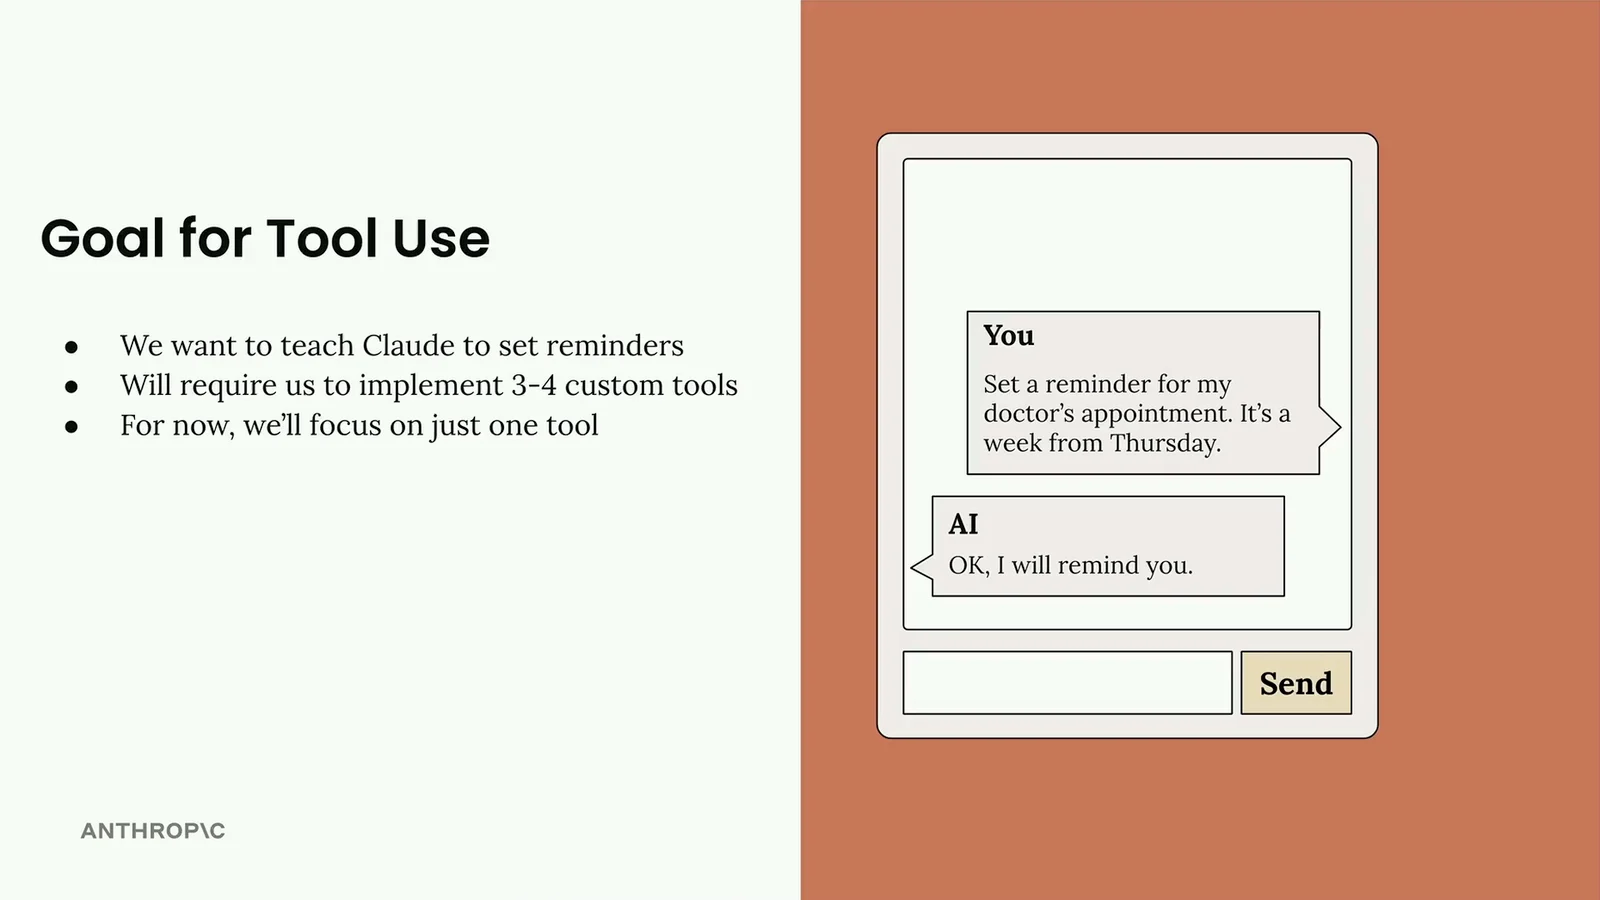 Goal for Tool Use
● We want to teach Claude to set reminders
● Will require us to implement 3-4 custom tools
● For now, we’ll focus on just one tool
ANTHROP\C
You
Set a reminder for my
doctor’s appointment. It’s a
week from Thursday.
AI
OK, I will remind you.
Send